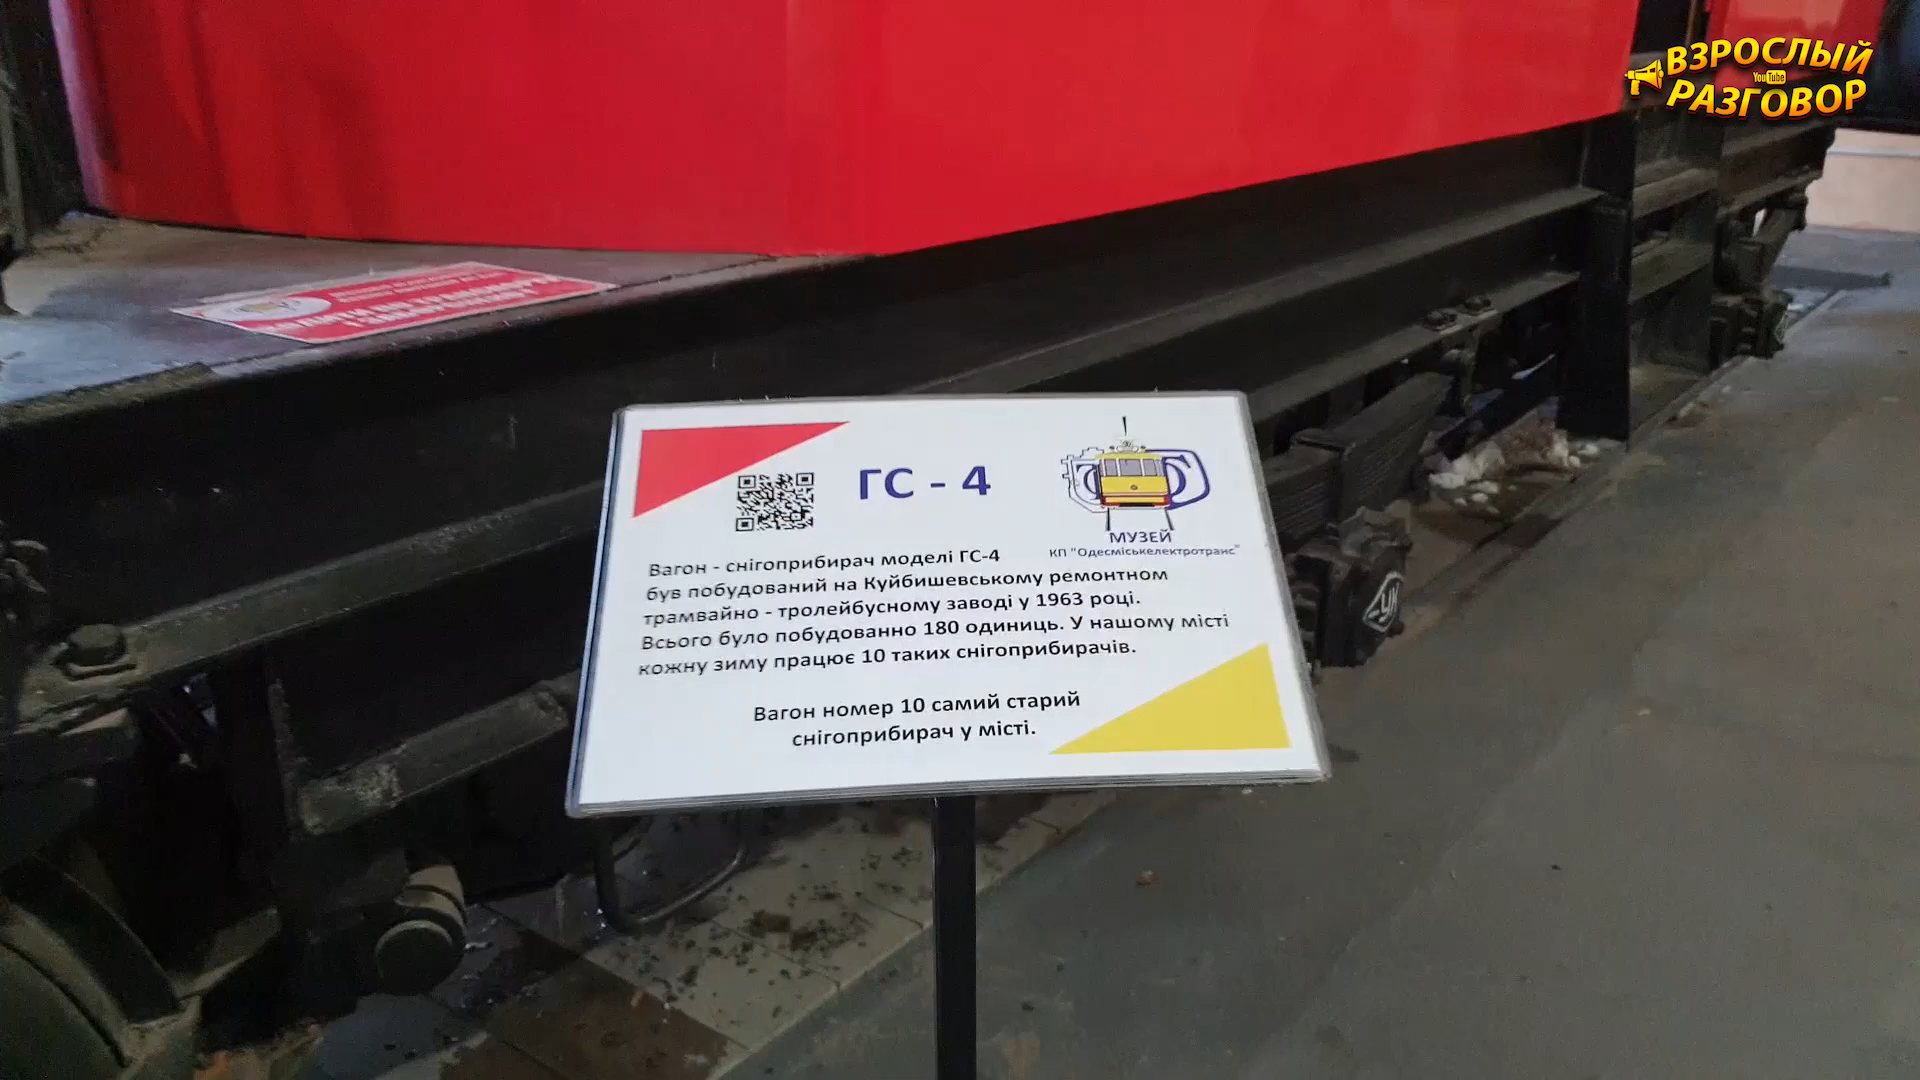 ВЗРОСЛЫЙ
YouTube
РАЗГОВОР
ГС - 4
МУЗЕЙ
КП "Одесміськелектротранс"
Вагон - снігоприбирач моделі ГС-4
був побудований на Куйбишевському ремонтном
трамвайно - тролейбусному заводі у 1963 році.
Всього було побудованно 180 одиниць. У нашому місті
кожну зиму працює 10 таких снігоприбирачів.
Вагон номер 10 самий старий
снігоприбирач у місті.